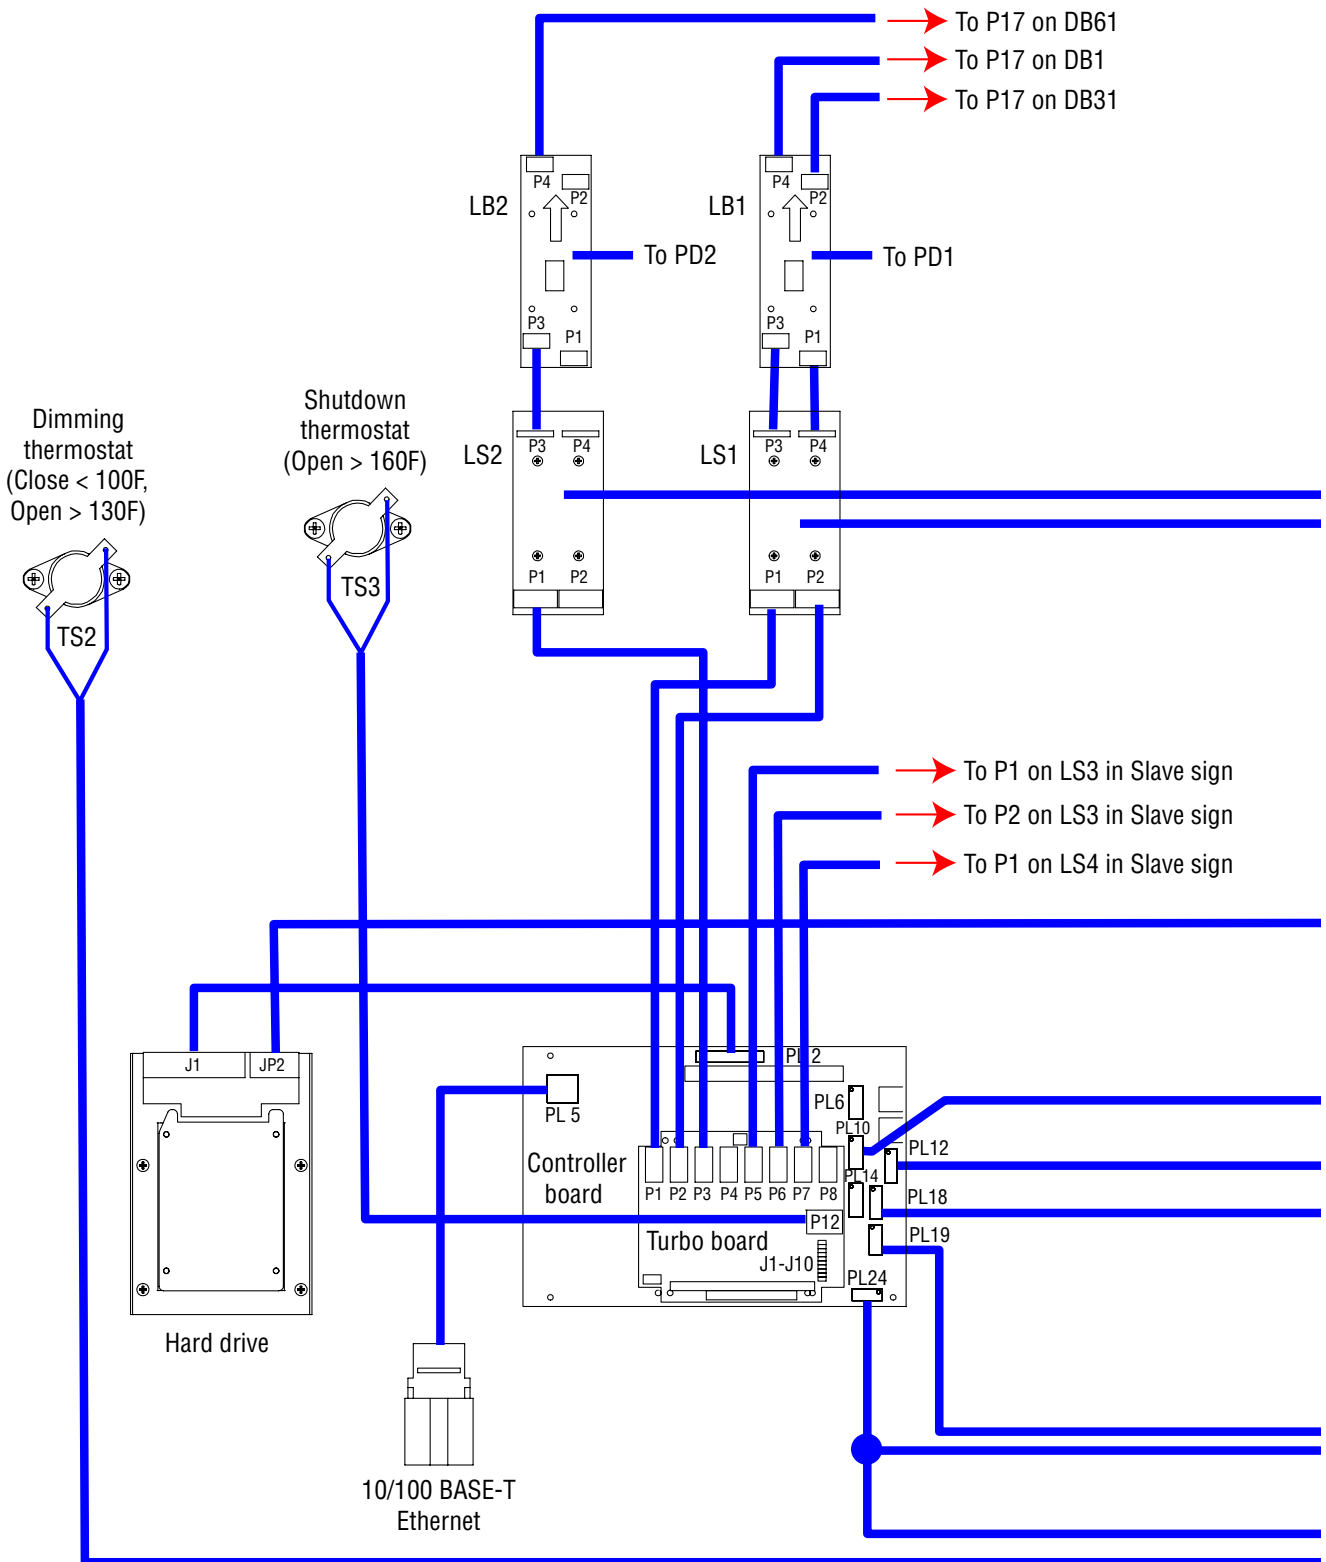 To P17 on DB61
To P17 on DB1
To P17 on DB31
P4
P2
LB2
To PD2
P3
P1
P4
P2
LB1
To PD1
P3
P1
Dimming
thermostat
(Close < 100F,
Open > 130F)
TS2
Shutdown
thermostat
(Open > 160F)
TS3
LS2
P3
P4
P1
P2
LS1
P3
P4
P1
P2
To P1 on LS3 in Slave sign
To P2 on LS3 in Slave sign
To P1 on LS4 in Slave sign
J1
JP2
Hard drive
PL 2
PL 5
PL6
PL10
PL12
PL14
PL18
PL19
PL24
Controller
board
P1
P2
P3
P4
P5
P6
P7
P8
P12
Turbo board
J1-J10
10/100 BASE-T
Ethernet